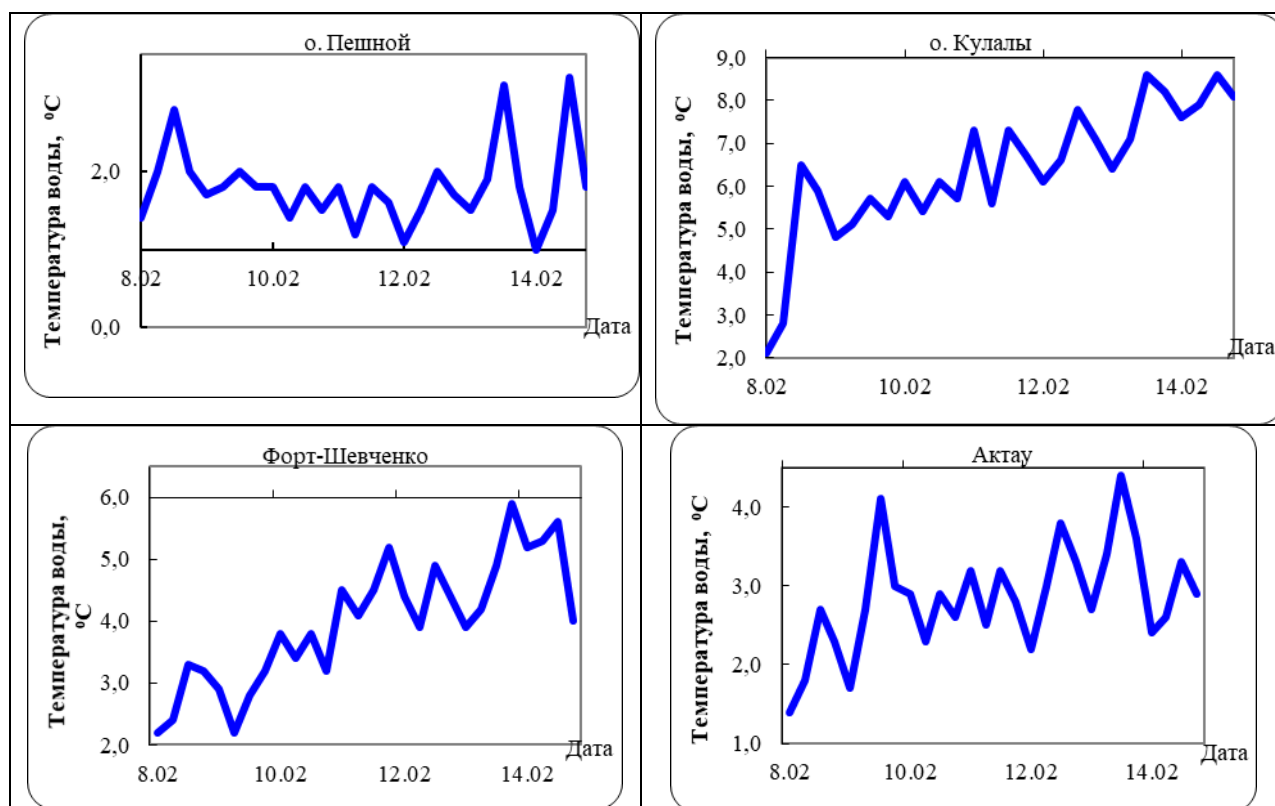 о. Пешной
Температура воды, ⁰С
2,0
0,0
8.02 10.02 12.02 14.02
Дата
о. Кулалы
Температура воды, ⁰С
9,0
8,0
7,0
6,0
5,0
4,0
3,0
2,0
8.02 10.02 12.02 14.02
Дата
Форт-Шевченко
Температура воды,
⁰С
6,0
5,0
4,0
3,0
2,0
8.02 10.02 12.02 14.02
Дата
Актау
Температура воды, ⁰С
4,0
3,0
2,0
1,0
8.02 10.02 12.02 14.02
Дата